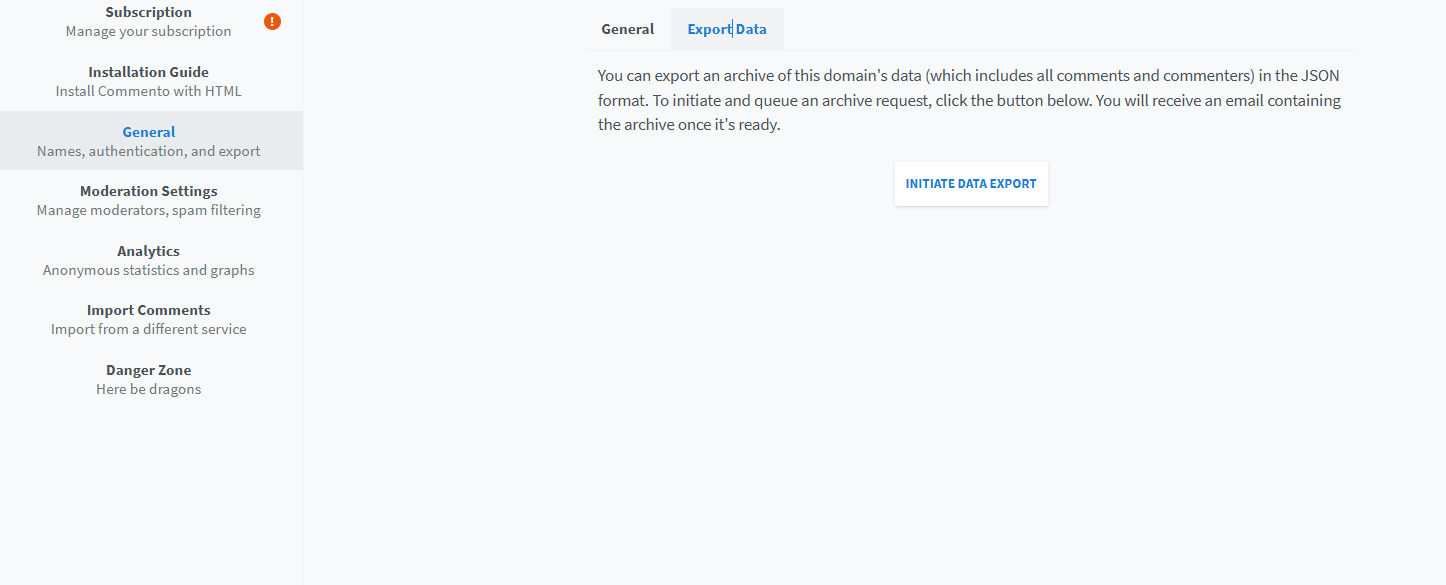 Subscription
Manage your subscription
!
Installation Guide
Install Commento with HTML
General
Names, authentication, and export
Moderation Settings
Manage moderators, spam filtering
Analytics
Anonymous statistics and graphs
Import Comments
Import from a different service
Danger Zone
Here be dragons
General Export Data
You can export an archive of this domain's data (which includes all comments and commenters) in the JSON
format. To initiate and queue an archive request, click the button below. You will receive an email containing
the archive once it's ready.
INITIATE DATA EXPORT